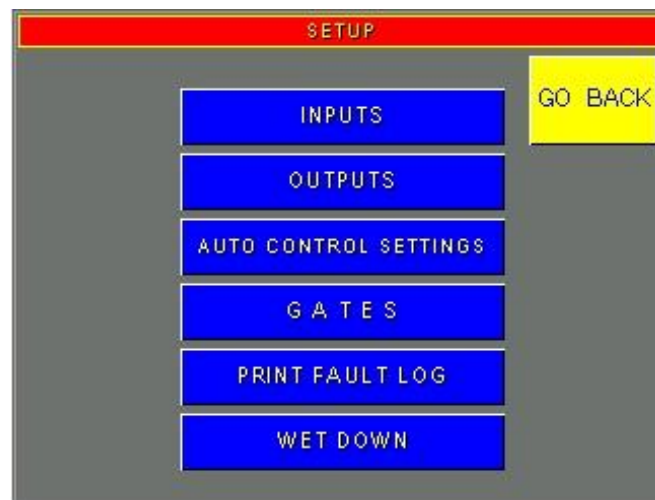 SETUP
GO BACK
INPUTS
OUTPUTS
AUTO CONTROL SETTINGS
G A T E S
PRINT FAULT LOG
WET DOWN